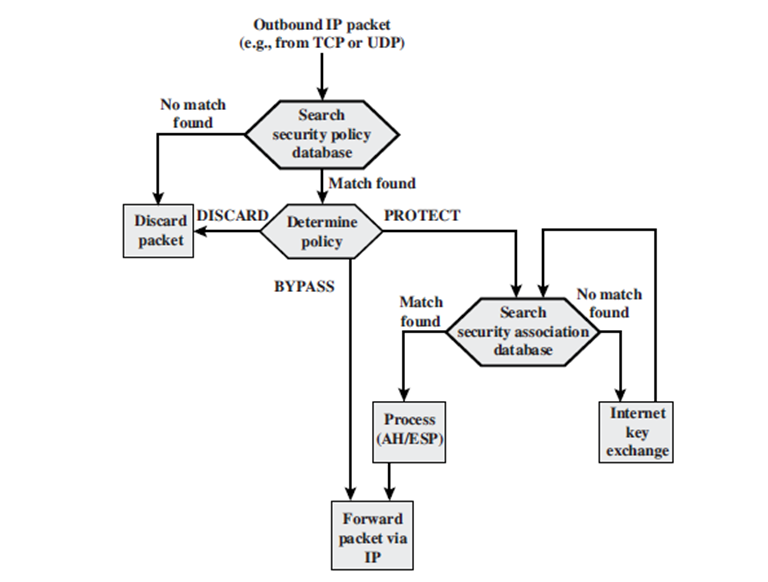 Outbound IP packet
(e.g., from TCP or UDP)
No match
found
Search
security policy
database
Match found
Discard
packet
DISCARD
Determine
policy
PROTECT
BYPASS
Match
found
Search
security association
database
No match
found
Process
(AH/ESP)
Internet
key
exchange
Forward
packet via
IP